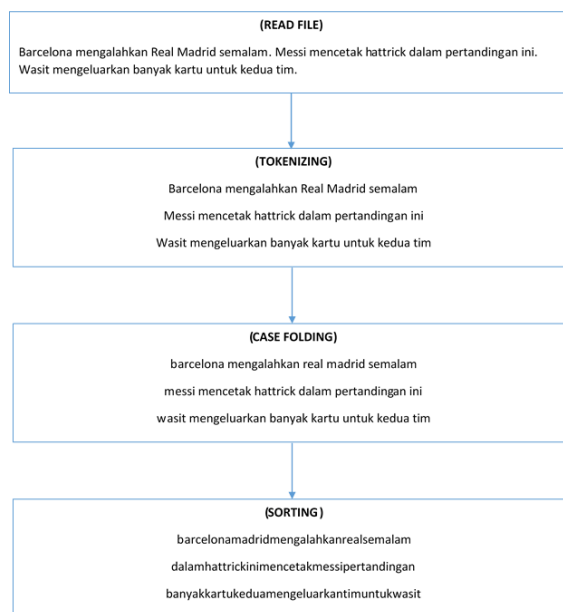 (READ FILE)
Barcelona mengalahkan Real Madrid semalam. Messi mencetak hattrick dalam pertandingan ini.
Wasit mengeluarkan banyak kartu untuk kedua tim.
(TOKENIZING)
Barcelona mengalahkan Real Madrid semalam
Messi mencetak hattrick dalam pertandingan ini
Wasit mengeluarkan banyak kartu untuk kedua tim
(CASE FOLDING)
barcelona mengalahkan real madrid semalam
messi mencetak hattrick dalam pertandingan ini
wasit mengeluarkan banyak kartu untuk kedua tim
(SORTING)
barcelonamadridmengalahkanrealsemalam
dalamhattrickinimencetakmessipertandingan
banyakkartukeduamengeluarkantimuntukwasit